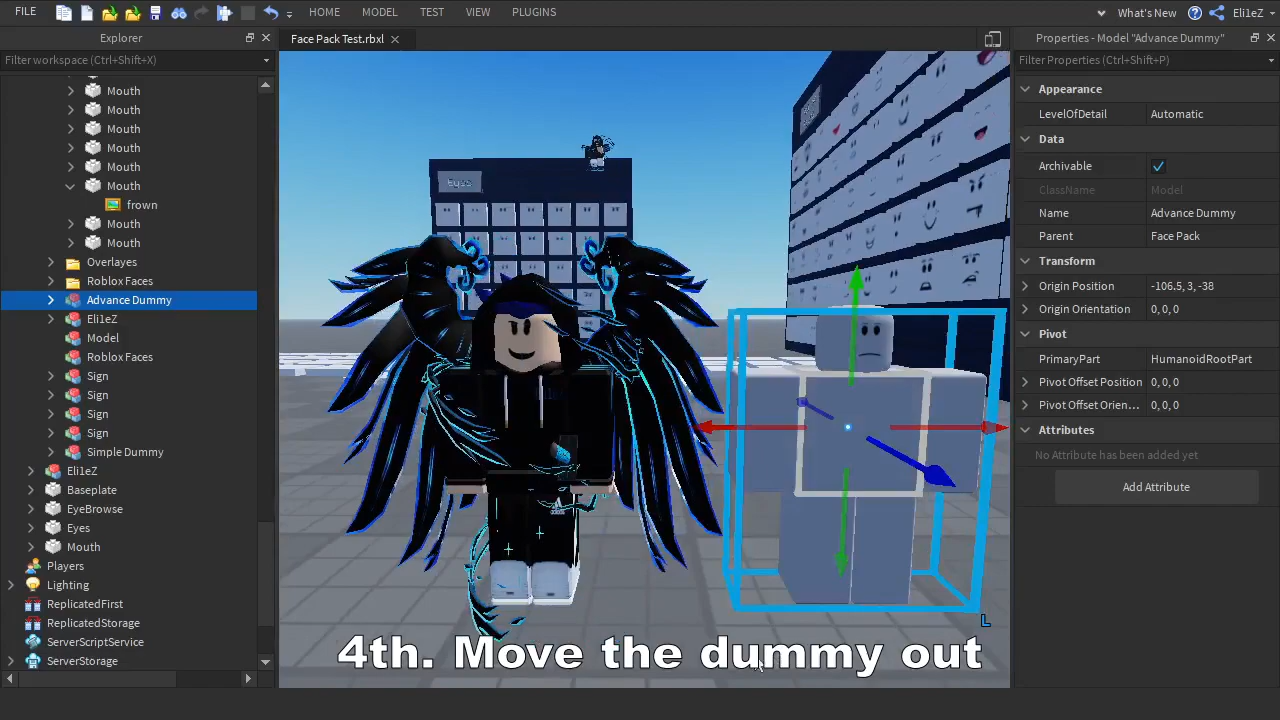 FILE
HOME
MODEL
TEST
VIEW
PLUGINS
What's New
Eli1eZ
Explorer
Filter workspace (Ctrl+Shift+X)
Mouth
Mouth
Mouth
Mouth
Mouth
Mouth
frown
Mouth
Mouth
Overlayes
Roblox Faces
Advance Dummy
Eli1eZ
Model
Roblox Faces
Sign
Sign
Sign
Sign
Simple Dummy
Eli1eZ
Baseplate
EyeBrowse
Eyes
Mouth
Players
Lighting
ReplicatedFirst
ReplicatedStorage
ServerScriptService
ServerStorage
Face Pack Test.rbxl
Eyes
L
4th. Move the dummy out
Properties - Model "Advance Dummy"
Filter Properties (Ctrl+Shift+P)
Appearance
LevelOfDetail Automatic
Data
Archivable
ClassName Model
Name Advance Dummy
Parent Face Pack
Transform
Origin Position -106.5, 3, -38
Origin Orientation 0, 0, 0
Pivot
PrimaryPart HumanoidRootPart
Pivot Offset Position 0, 0, 0
Pivot Offset Orien... 0, 0, 0
Attributes
No Attribute has been added yet
Add Attribute